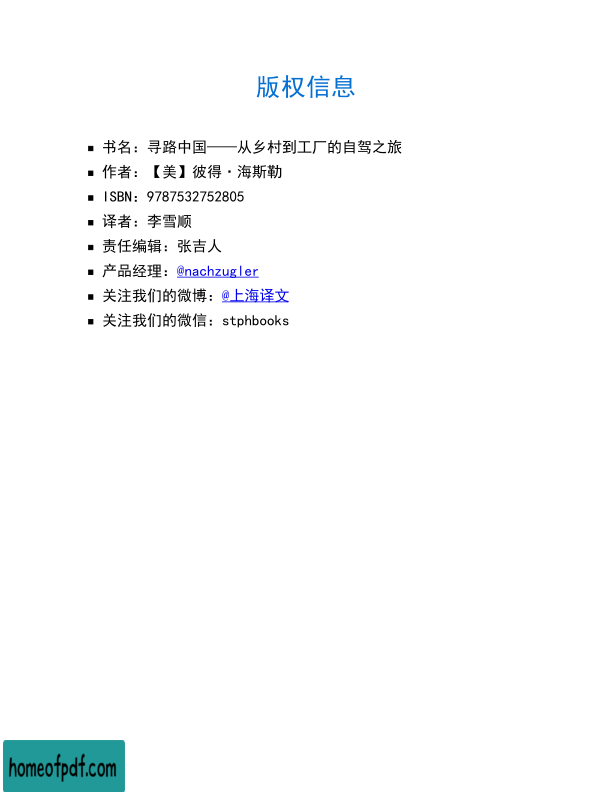 版权信息
书名：寻路中国——从乡村到工厂的自驾之旅
作者：【美】彼得·海斯勒
ISBN：9787532752805
译者：李雪顺
责任编辑：张吉人
产品经理：@nachzugler
关注我们的微博：@上海译文
关注我们的微信：stphbooks
homeofpdf.com